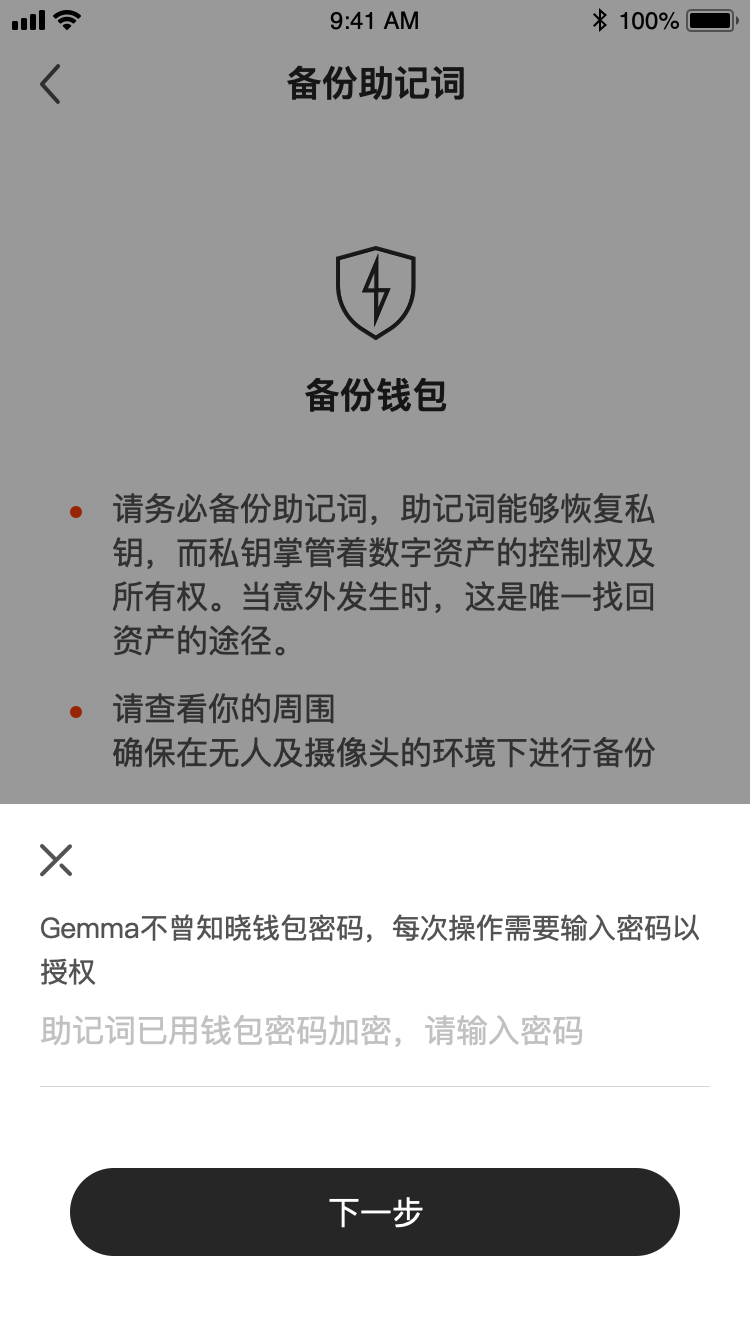 9:41 AM
100%
备份助记词
备份钱包
请务必备份助记词，助记词能够恢复私
钥，而私钥掌管着数字资产的控制权及
所有权。当意外发生时，这是唯一找回
资产的途径。
请查看你的周围
确保在无人及摄像头的环境下进行备份
Gemma不曾知晓钱包密码，每次操作需要输入密码以
授权
助记词已用钱包密码加密，请输入密码
下一步